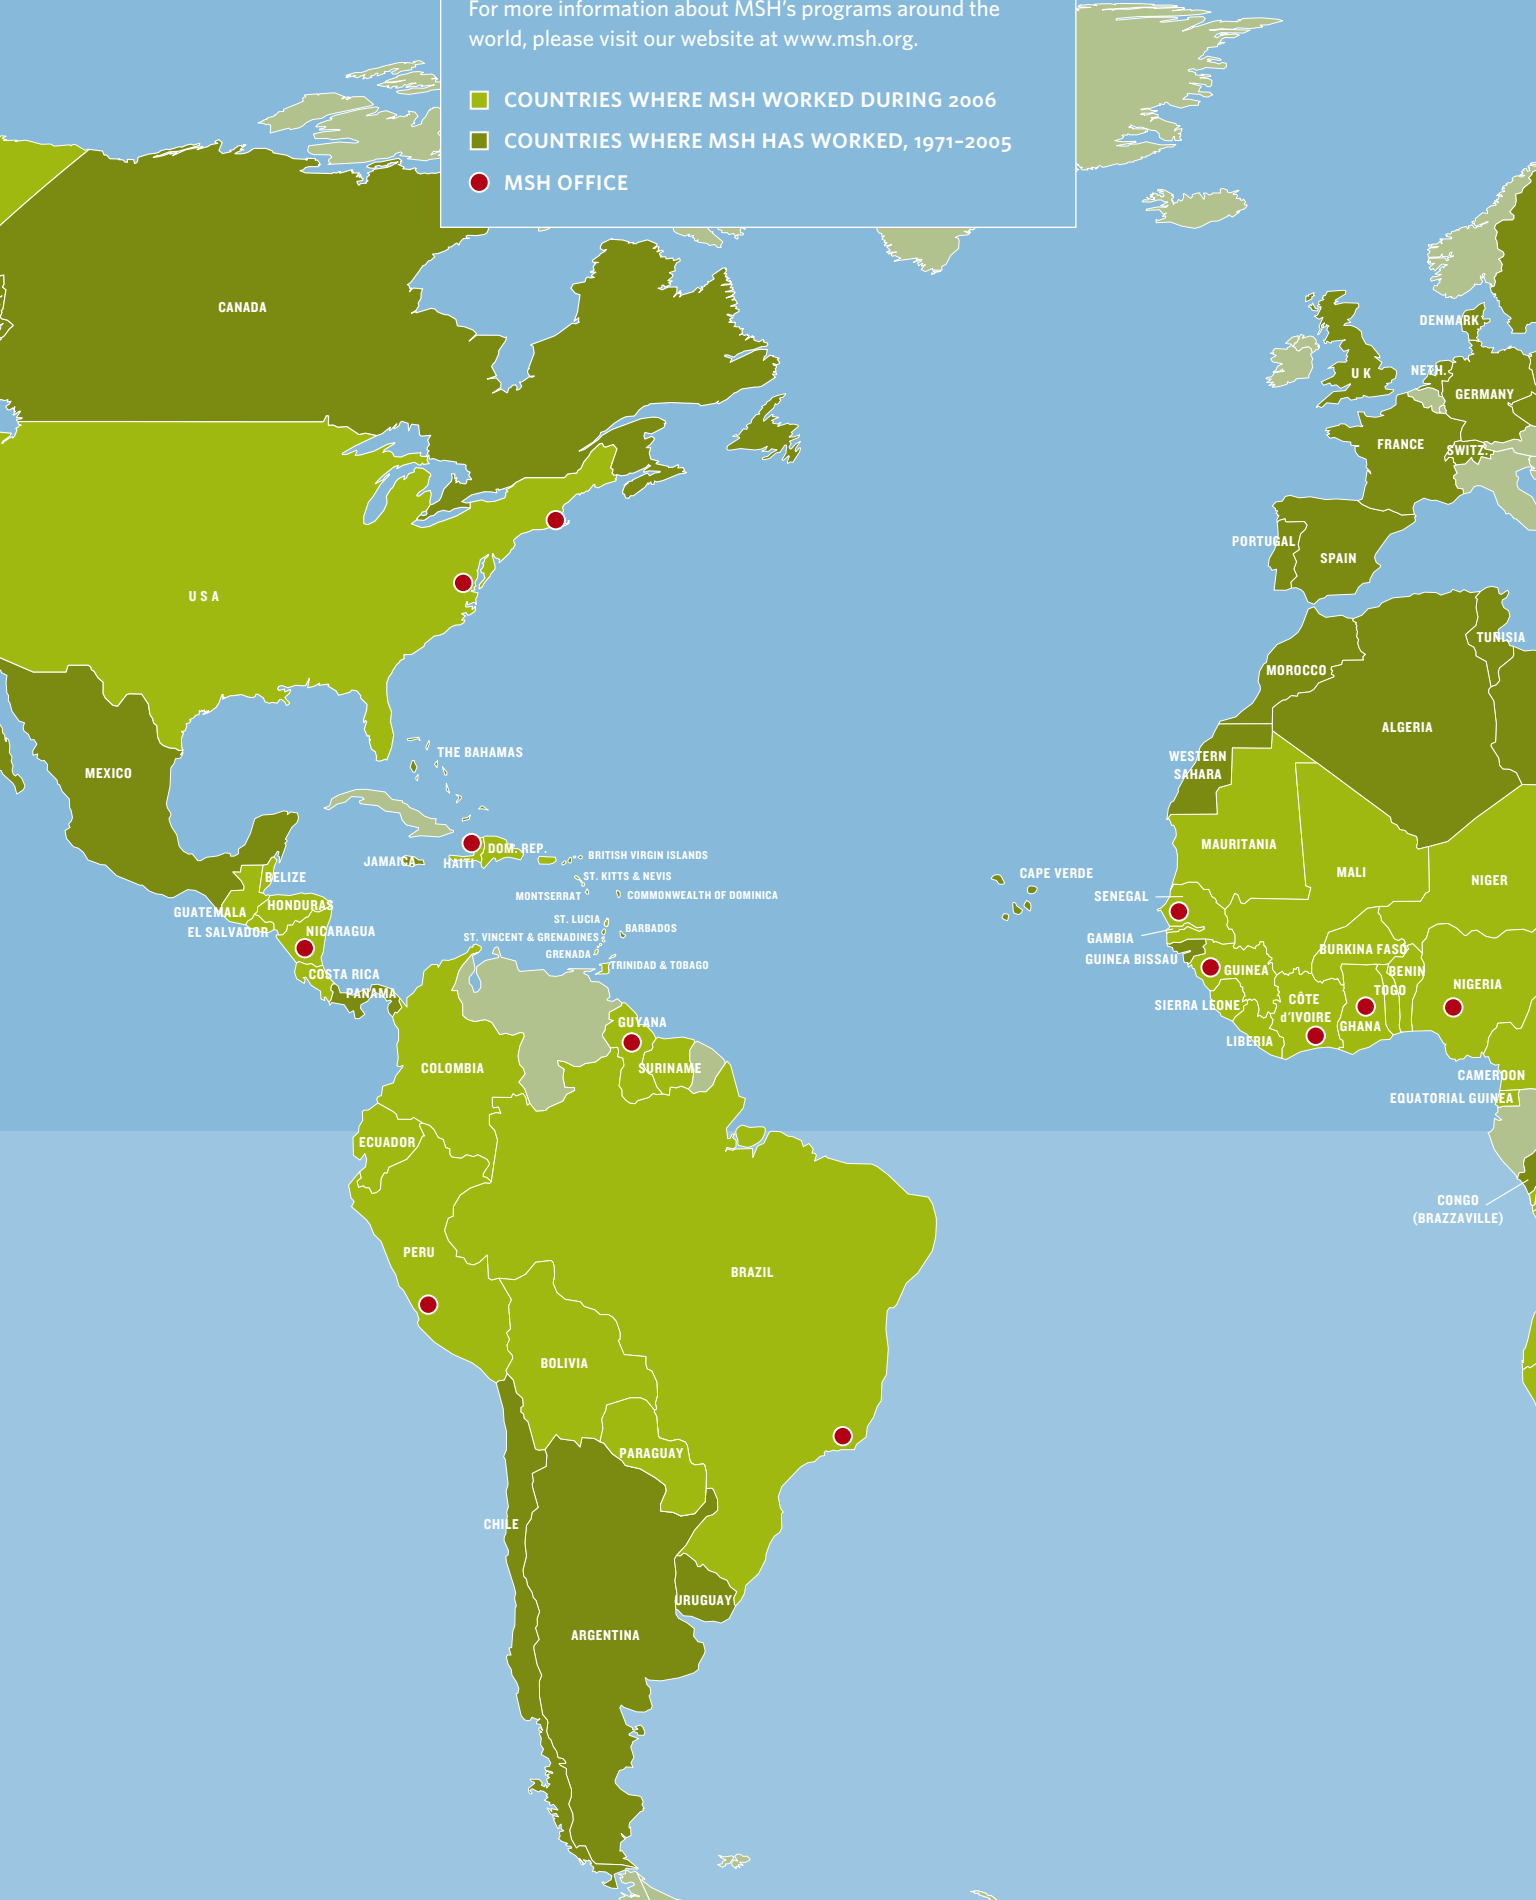 For more information about MSH's programs around the
world, please visit our website at www.msh.org.
COUNTRIES WHERE MSH WORKED DURING 2006
COUNTRIES WHERE MSH HAS WORKED, 1971–2005
MSH OFFICE
CANADA
DENMARK
U K
NETH.
GERMANY
FRANCE
SWITZ.
PORTUGAL
SPAIN
U S A
TUNISIA
MOROCCO
ALGERIA
THE BAHAMAS
WESTERN
SAHARA
MEXICO
MAURITANIA
DOM. REP.
JAMAICA
HAITI
BRITISH VIRGIN ISLANDS
BELIZE
ST. KITTS & NEVIS
MONTSERRAT
COMMONWEALTH OF DOMINICA
CAPE VERDE
MALI
NIGER
SENEGAL
GUATEMALA
HONDURAS
EL SALVADOR
NICARAGUA
ST. LUCIA
BARBADOS
ST. VINCENT & GRENADINES
GRENADA
TRINIDAD & TOBAGO
GAMBIA
GUINEA BISSAU
BURKINA FASO
GUINEA
BENIN
COSTA RICA
PANAMA
NIGERIA
TOGO
SIERRA LEONE
CÔTE
d'IVOIRE
GHANA
LIBERIA
GUYANA
COLOMBIA
SURINAME
CAMEROON
EQUATORIAL GUINEA
ECUADOR
CONGO
(BRAZZAVILLE)
PERU
BRAZIL
BOLIVIA
PARAGUAY
CHILE
URUGUAY
ARGENTINA